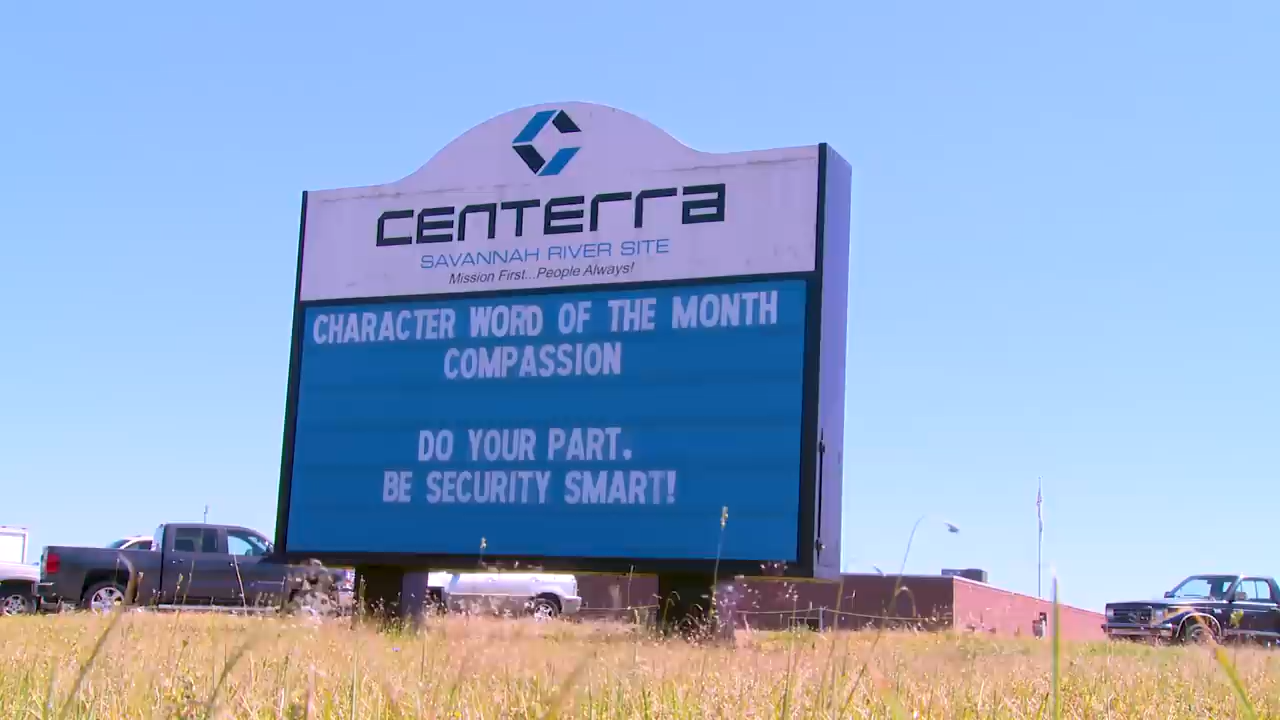 CENTERRA
SAVANNAH RIVER SITE
Mission First...People Always!
CHARACTER WORD OF THE MONTH
COMPASSION
DO YOUR PART.
BE SECURITY SMART!